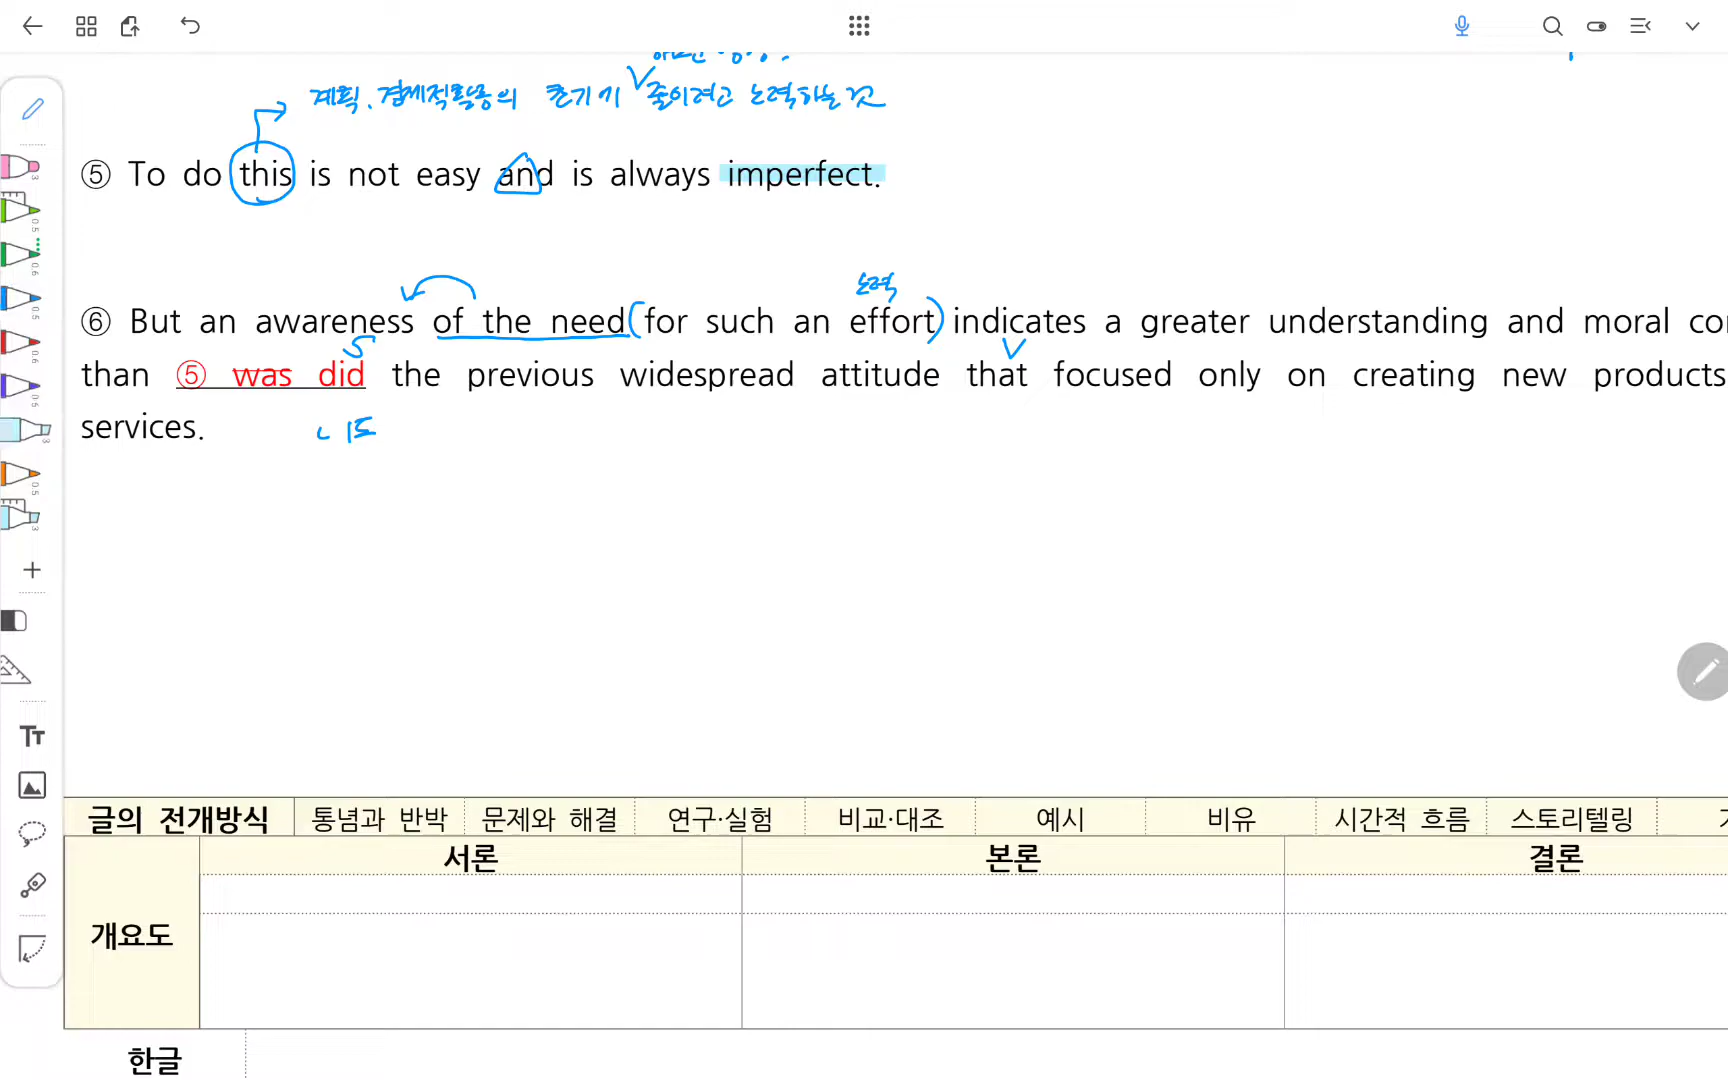 계획, 경제적활동의 크기가 줄이려고 노력하는 것
⑤ To do this is not easy and is always imperfect.
노력
⑥ But an awareness of the need (for such an effort) indicates a greater understanding and moral
S V
than ⑤ was did the previous widespread attitude that focused only on creating new products
services.
글의 전개방식 통념과 반박 문제와 해결 연구·실험 비교·대조 예시 비유 시간적 흐름 스토리텔링
서론 본론 결론
개요도
한글